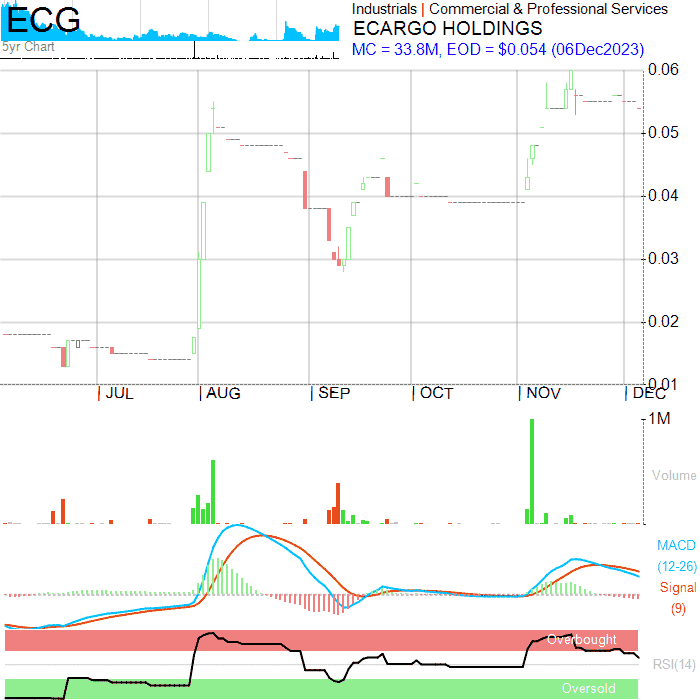 ECG
5yr Chart
Industrials | Commercial & Professional Services
ECARGO HOLDINGS
MC = 33.8M, EOD = $0.054 (06Dec2023)
0.06
0.05
0.04
0.03
0.02
0.01
JUL
AUG
SEP
OCT
NOV
DEC
1M
Volume
MACD
(12-26)
Signal
(9)
Overbought
RSI(14)
Oversold